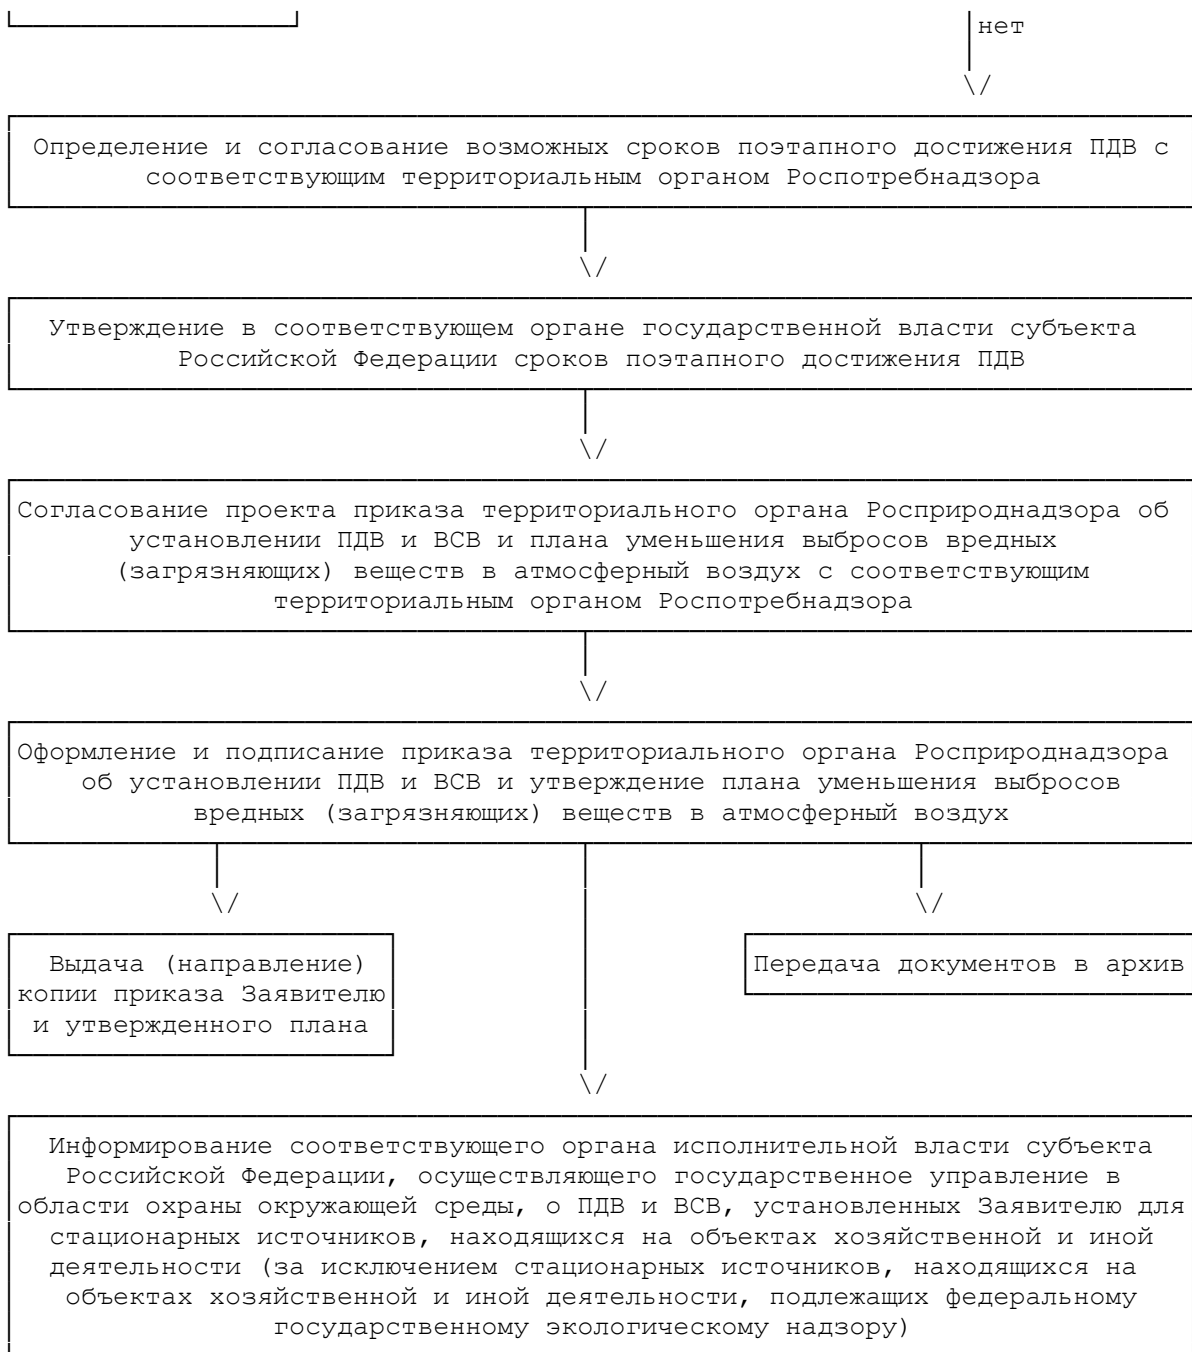 нет
\/
Определение и согласование возможных сроков поэтапного достижения ПДВ с
соответствующим территориальным органом Роспотребнадзора
\/
Утверждение в соответствующем органе государственной власти субъекта
Российской Федерации сроков поэтапного достижения ПДВ
\/
Согласование проекта приказа территориального органа Росприроднадзора об
установлении ПДВ и ВСВ и плана уменьшения выбросов вредных
(загрязняющих) веществ в атмосферный воздух с соответствующим
территориальным органом Роспотребнадзора
\/
Оформление и подписание приказа территориального органа Росприроднадзора
об установлении ПДВ и ВСВ и утверждение плана уменьшения выбросов
вредных (загрязняющих) веществ в атмосферный воздух
\/ \/
Выдача (направление)
копии приказа Заявителю
и утвержденного плана
Передача документов в архив
\/
Информирование соответствующего органа исполнительной власти субъекта
Российской Федерации, осуществляющего государственное управление в
области охраны окружающей среды, о ПДВ и ВСВ, установленных Заявителю для
стационарных источников, находящихся на объектах хозяйственной и иной
деятельности (за исключением стационарных источников, находящихся на
объектах хозяйственной и иной деятельности, подлежащих федеральному
государственному экологическому надзору)